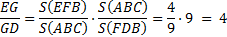 EG/GD = S(EFB)/S(ABC) · S(ABC)/S(FDB) = 4/9 · 9 = 4